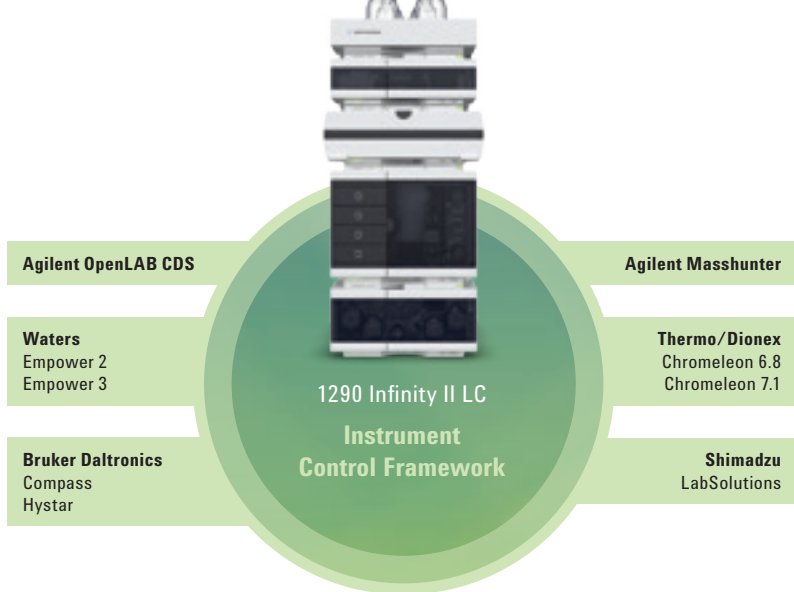 Agilent OpenLAB CDS
Waters
Empower 2
Empower 3
Bruker Daltronics
Compass
Hystar
1290 Infinity II LC
Instrument
Control Framework
Agilent Masshunter
Thermo/Dionex
Chromeleon 6.8
Chromeleon 7.1
Shimadzu
LabSolutions